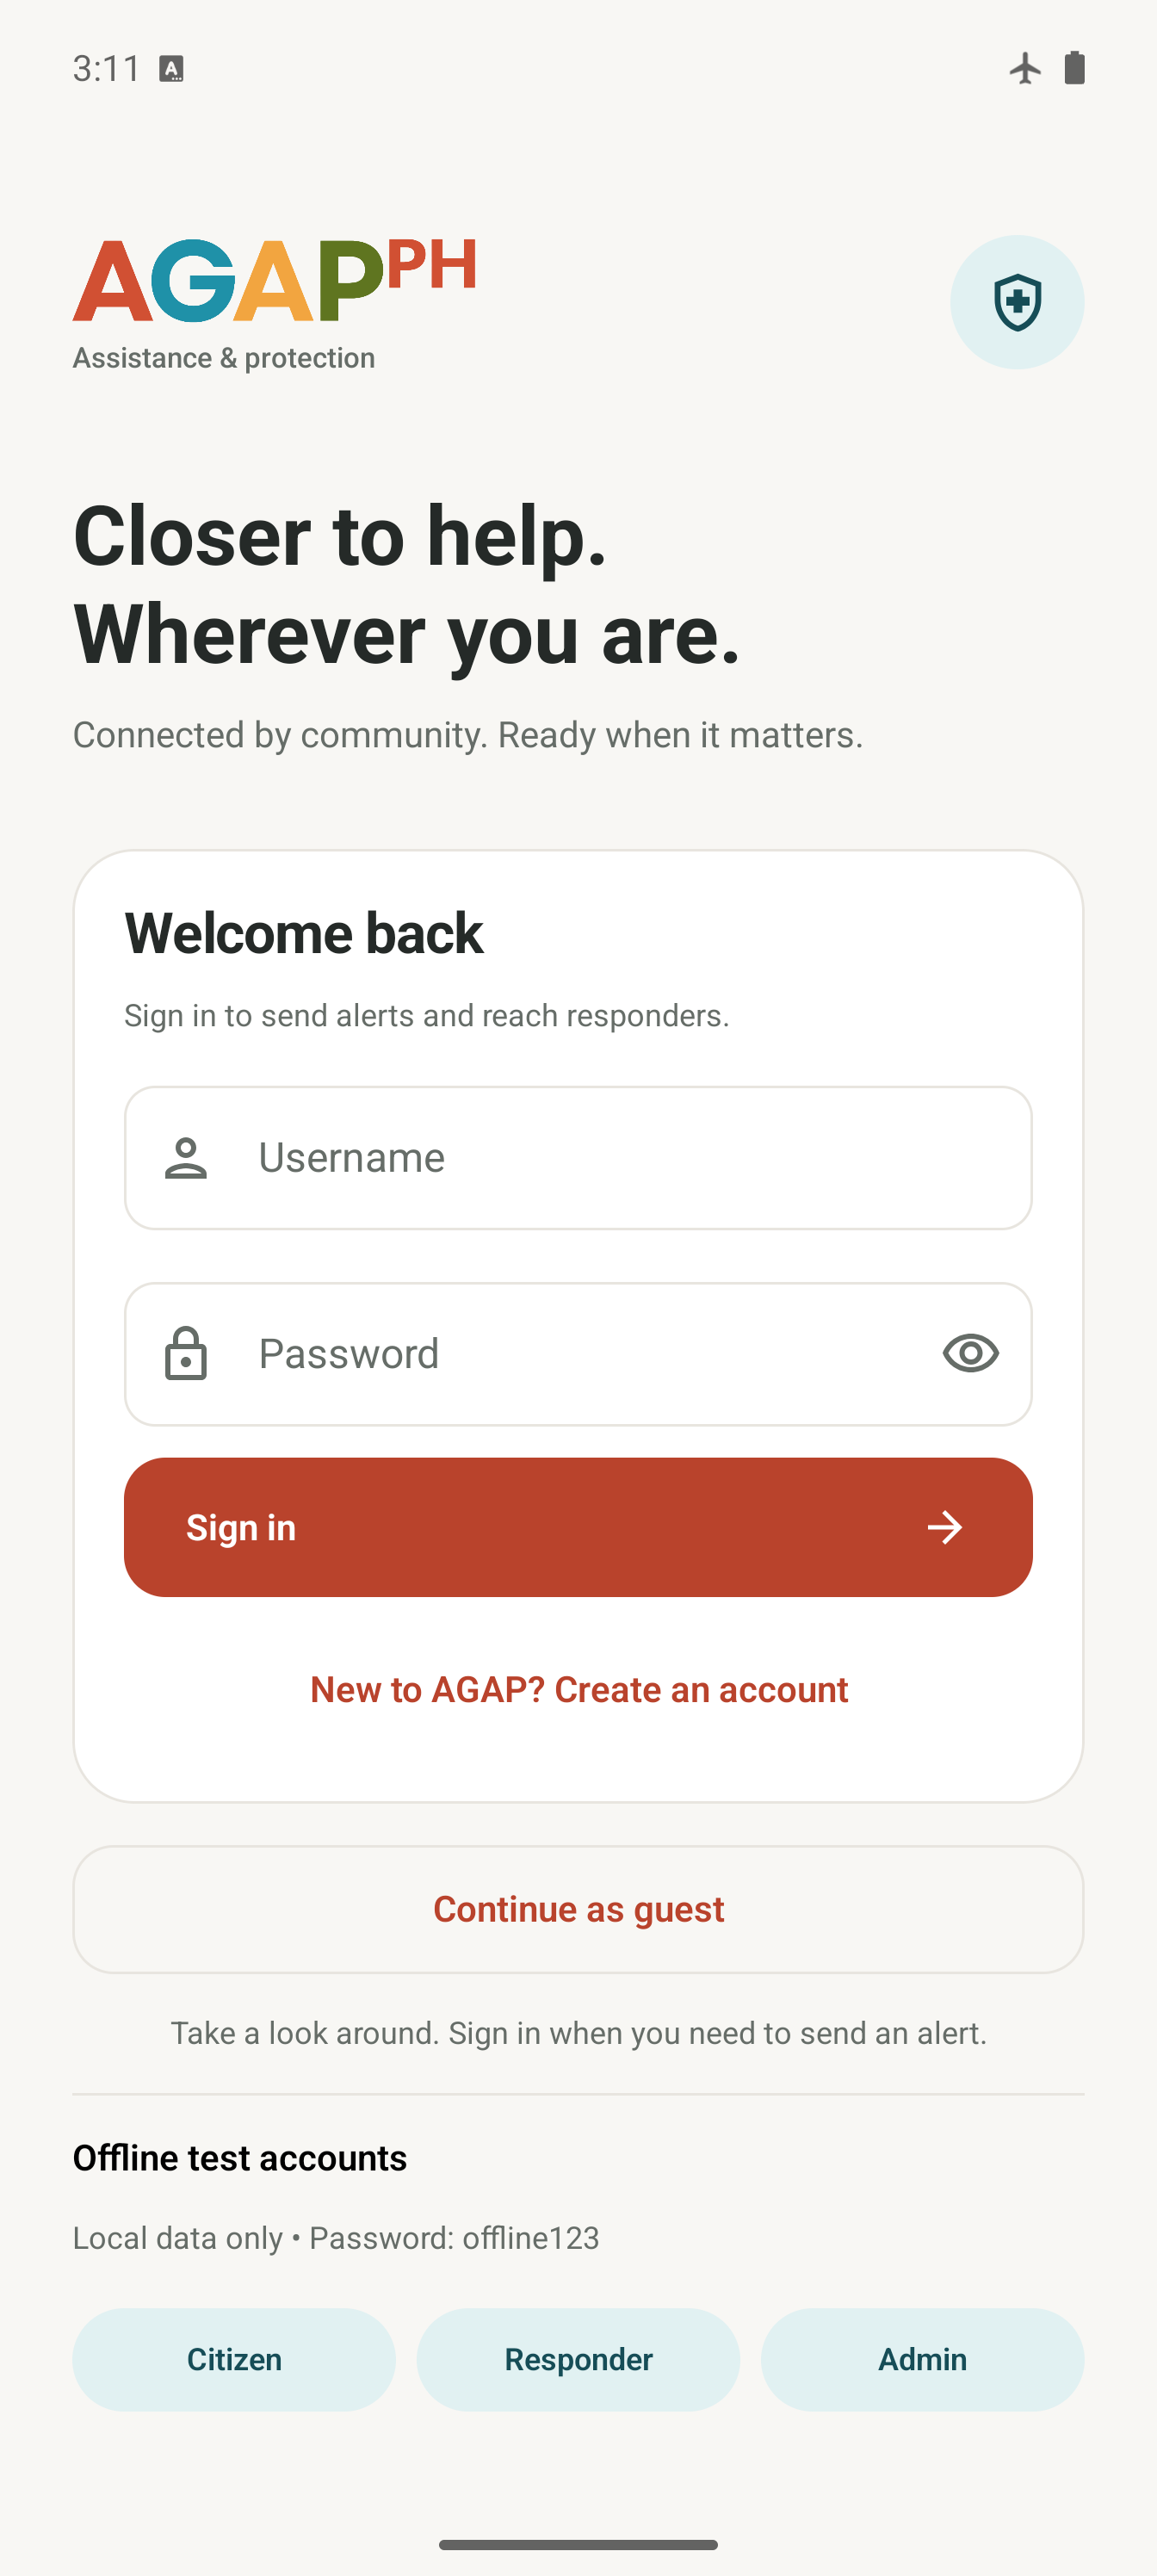 3:11
AGAPPH
Assistance & protection
Closer to help.
Wherever you are.
Connected by community. Ready when it matters.
Welcome back
Sign in to send alerts and reach responders.
Username
Password
Sign in
New to AGAP? Create an account
Continue as guest
Take a look around. Sign in when you need to send an alert.
Offline test accounts
Local data only • Password: offline123
Citizen
Responder
Admin